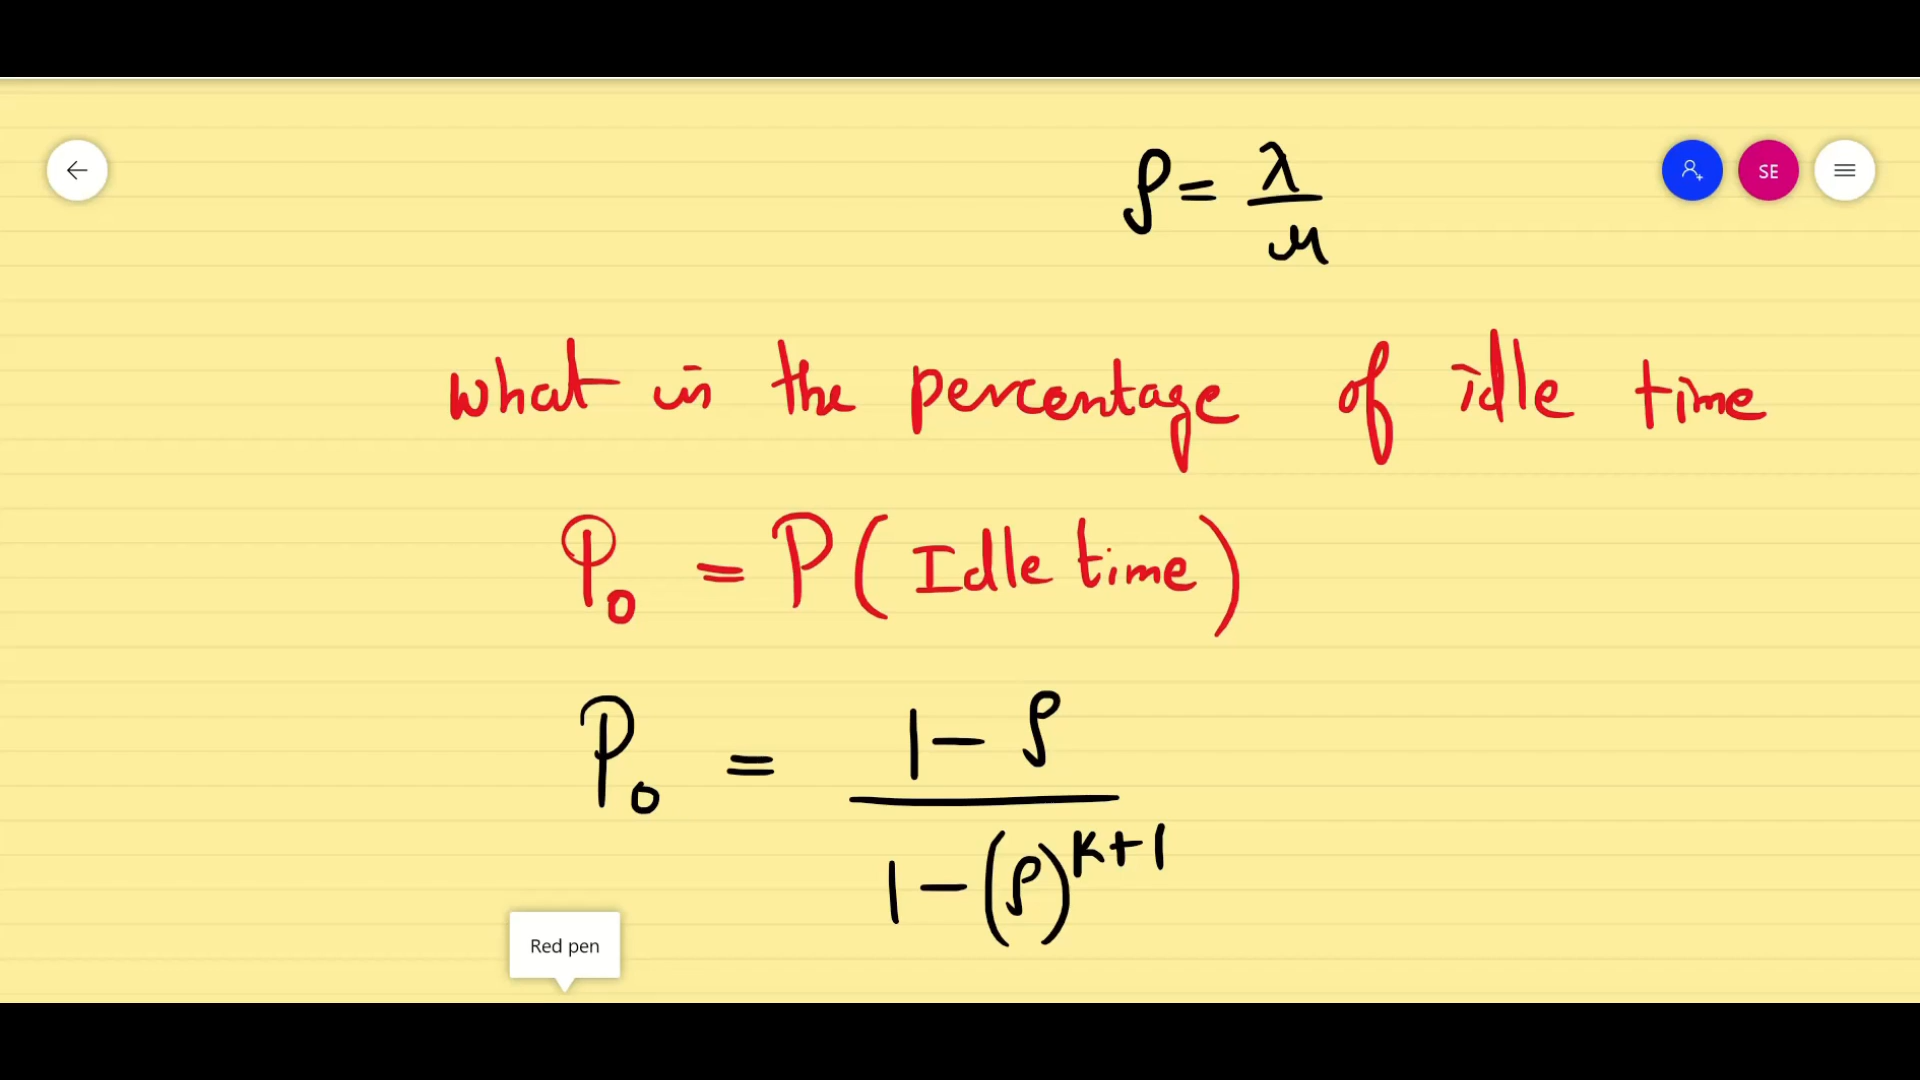 ρ = λ/μ
SE
what is the percentage of idle time
P₀ = P(Idle time)
P₀ = (1 - ρ)/(1 - (ρ)^(k+1))
Red pen